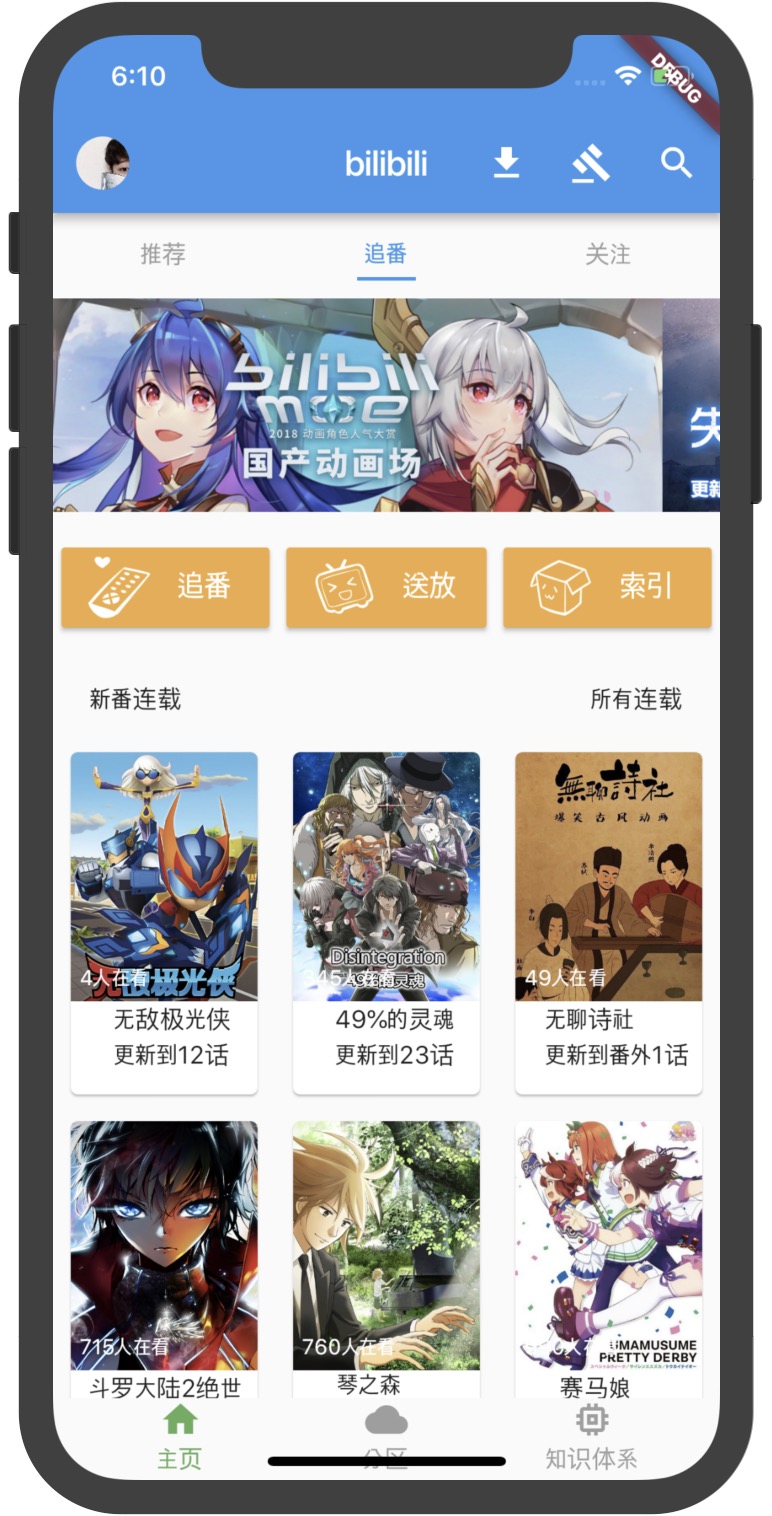 6:10
DEBUG
bilibili
推荐
追番
关注
bilibili
moe
2018 动画角色人气大赏
国产动画场
失
更新
追番
送放
索引
新番连载
所有连载
无敌极光侠
4人在看
无敌极光侠
更新到12话
Disintegration
49%的灵魂
345人在看
49%的灵魂
更新到23话
無聊詩社
爆笑古风动画
49人在看
无聊诗社
更新到番外1话
715人在看
斗罗大陆2绝世
760人在看
琴之森
UMAMUSUME
PRETTY DERBY
赛马娘
主页
分区
知识体系